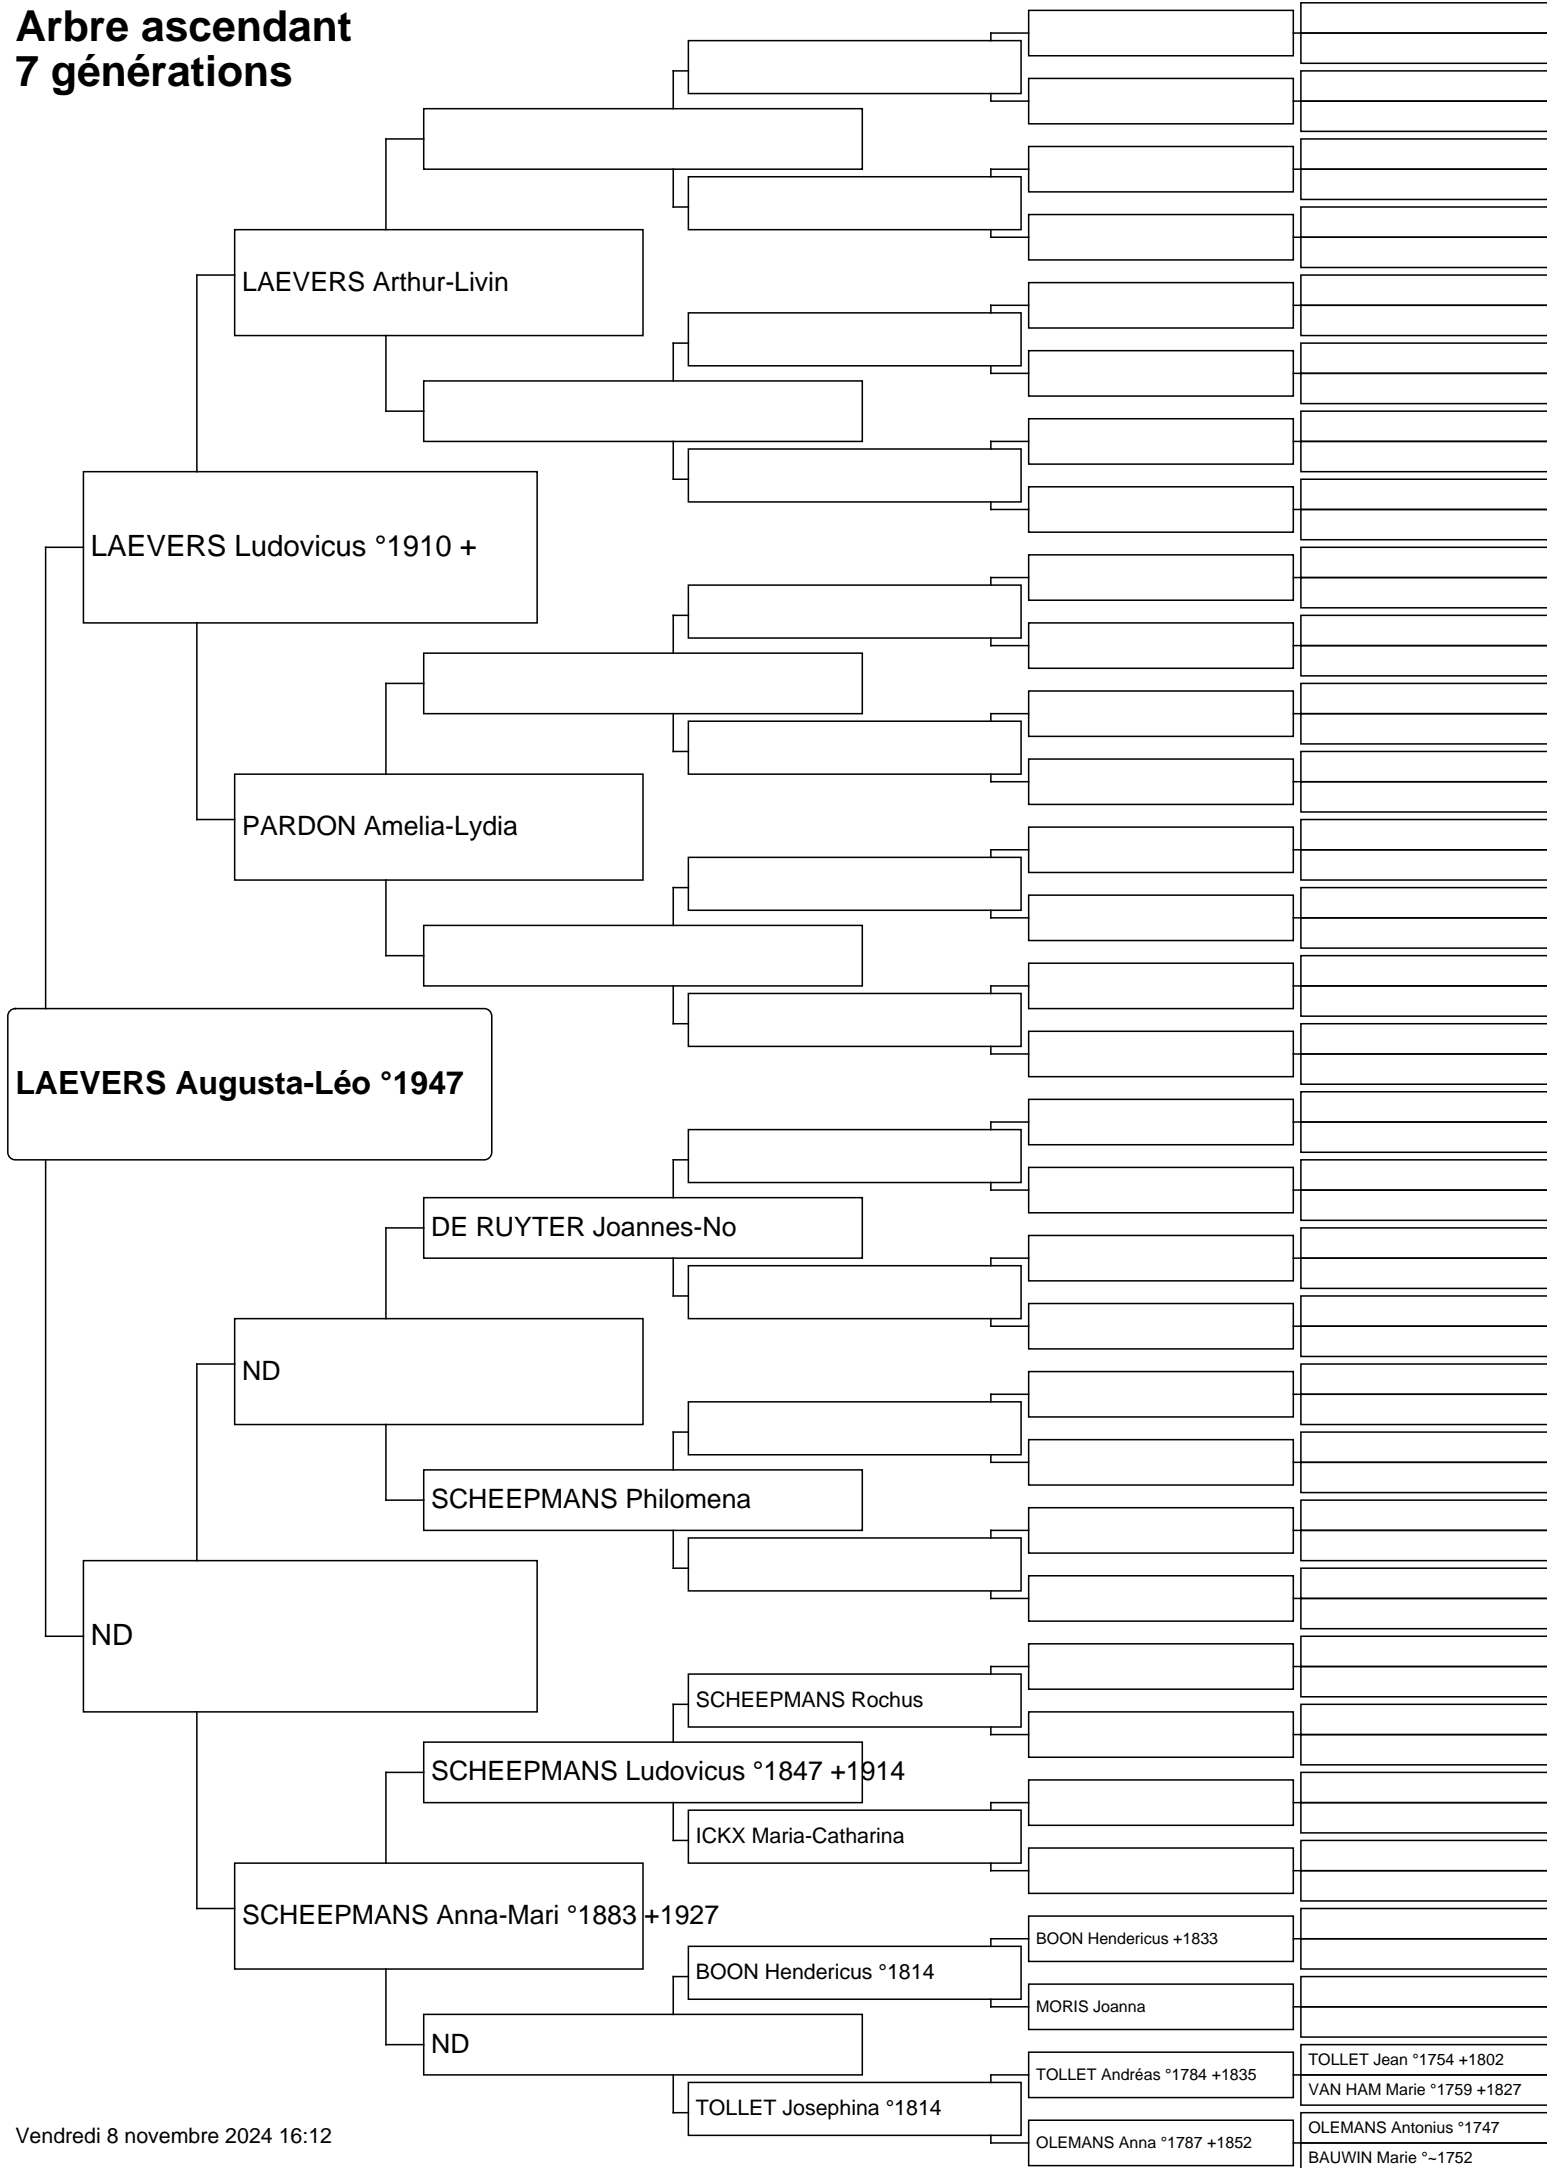 Arbre ascendant
7 générations
LAEVERS Arthur-Livin
LAEVERS Ludovicus °1910 +
PARDON Amelia-Lydia
LAEVERS Augusta-Léo °1947
DE RUYTER Joannes-No
ND
SCHEEPMANS Philomena
ND
SCHEEPMANS Rochus
SCHEEPMANS Ludovicus °1847 +1914
ICKX Maria-Catharina
SCHEEPMANS Anna-Mari °1883 +1927
BOON Hendericus +1833
BOON Hendericus °1814
MORIS Joanna
ND
TOLLET Jean °1754 +1802
TOLLET Andréas °1784 +1835
VAN HAM Marie °1759 +1827
TOLLET Josephina °1814
OLEMANS Antonius °1747
OLEMANS Anna °1787 +1852
BAUWIN Marie °~1752
Vendredi 8 novembre 2024 16:12